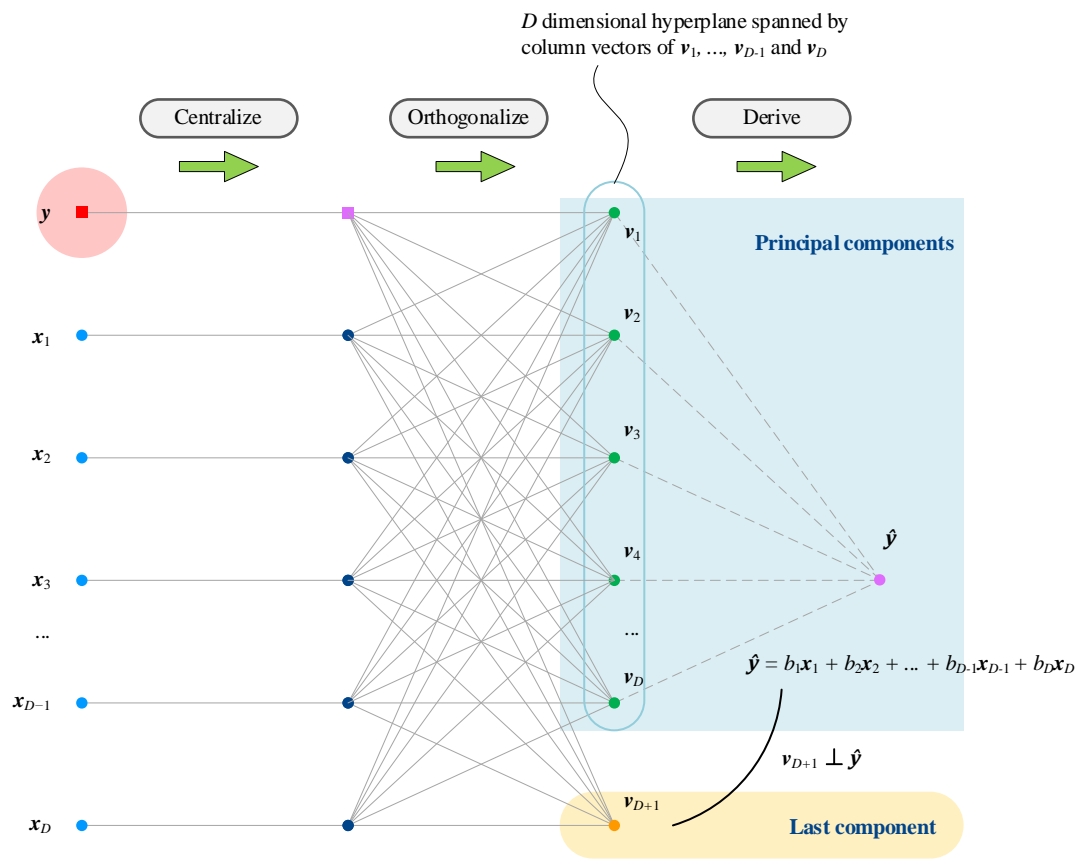 D dimensional hyperplane spanned by
column vectors of v1, ..., vD-1 and vD
Centralize
Orthogonalize
Derive
y
x1
x2
x3
...
xD−1
xD
v1
v2
v3
v4
...
vD
vD+1
Principal components
ŷ
ŷ = b1x1 + b2x2 + ... + bD-1xD-1 + bDxD
vD+1 ⊥ ŷ
Last component